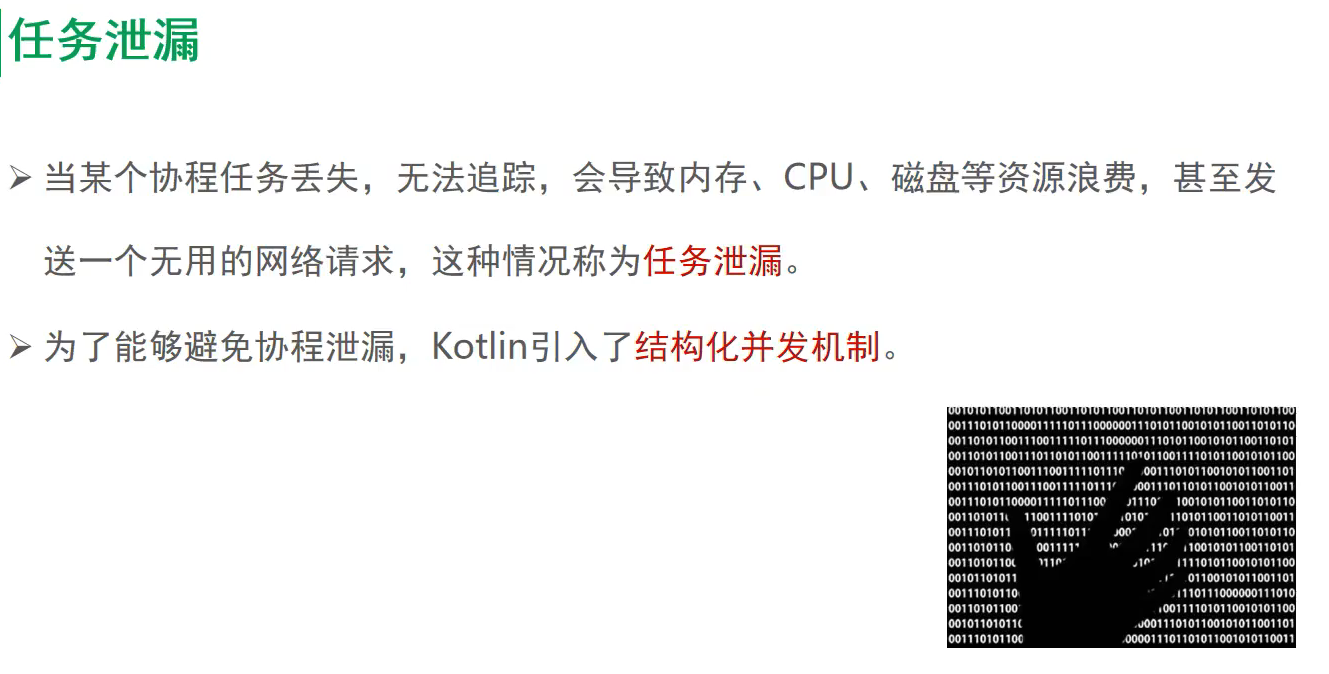 任务泄漏
➢ 当某个协程任务丢失，无法追踪，会导致内存、CPU、磁盘等资源浪费，甚至发
送一个无用的网络请求，这种情况称为任务泄漏。
➢ 为了能够避免协程泄漏，Kotlin引入了结构化并发机制。